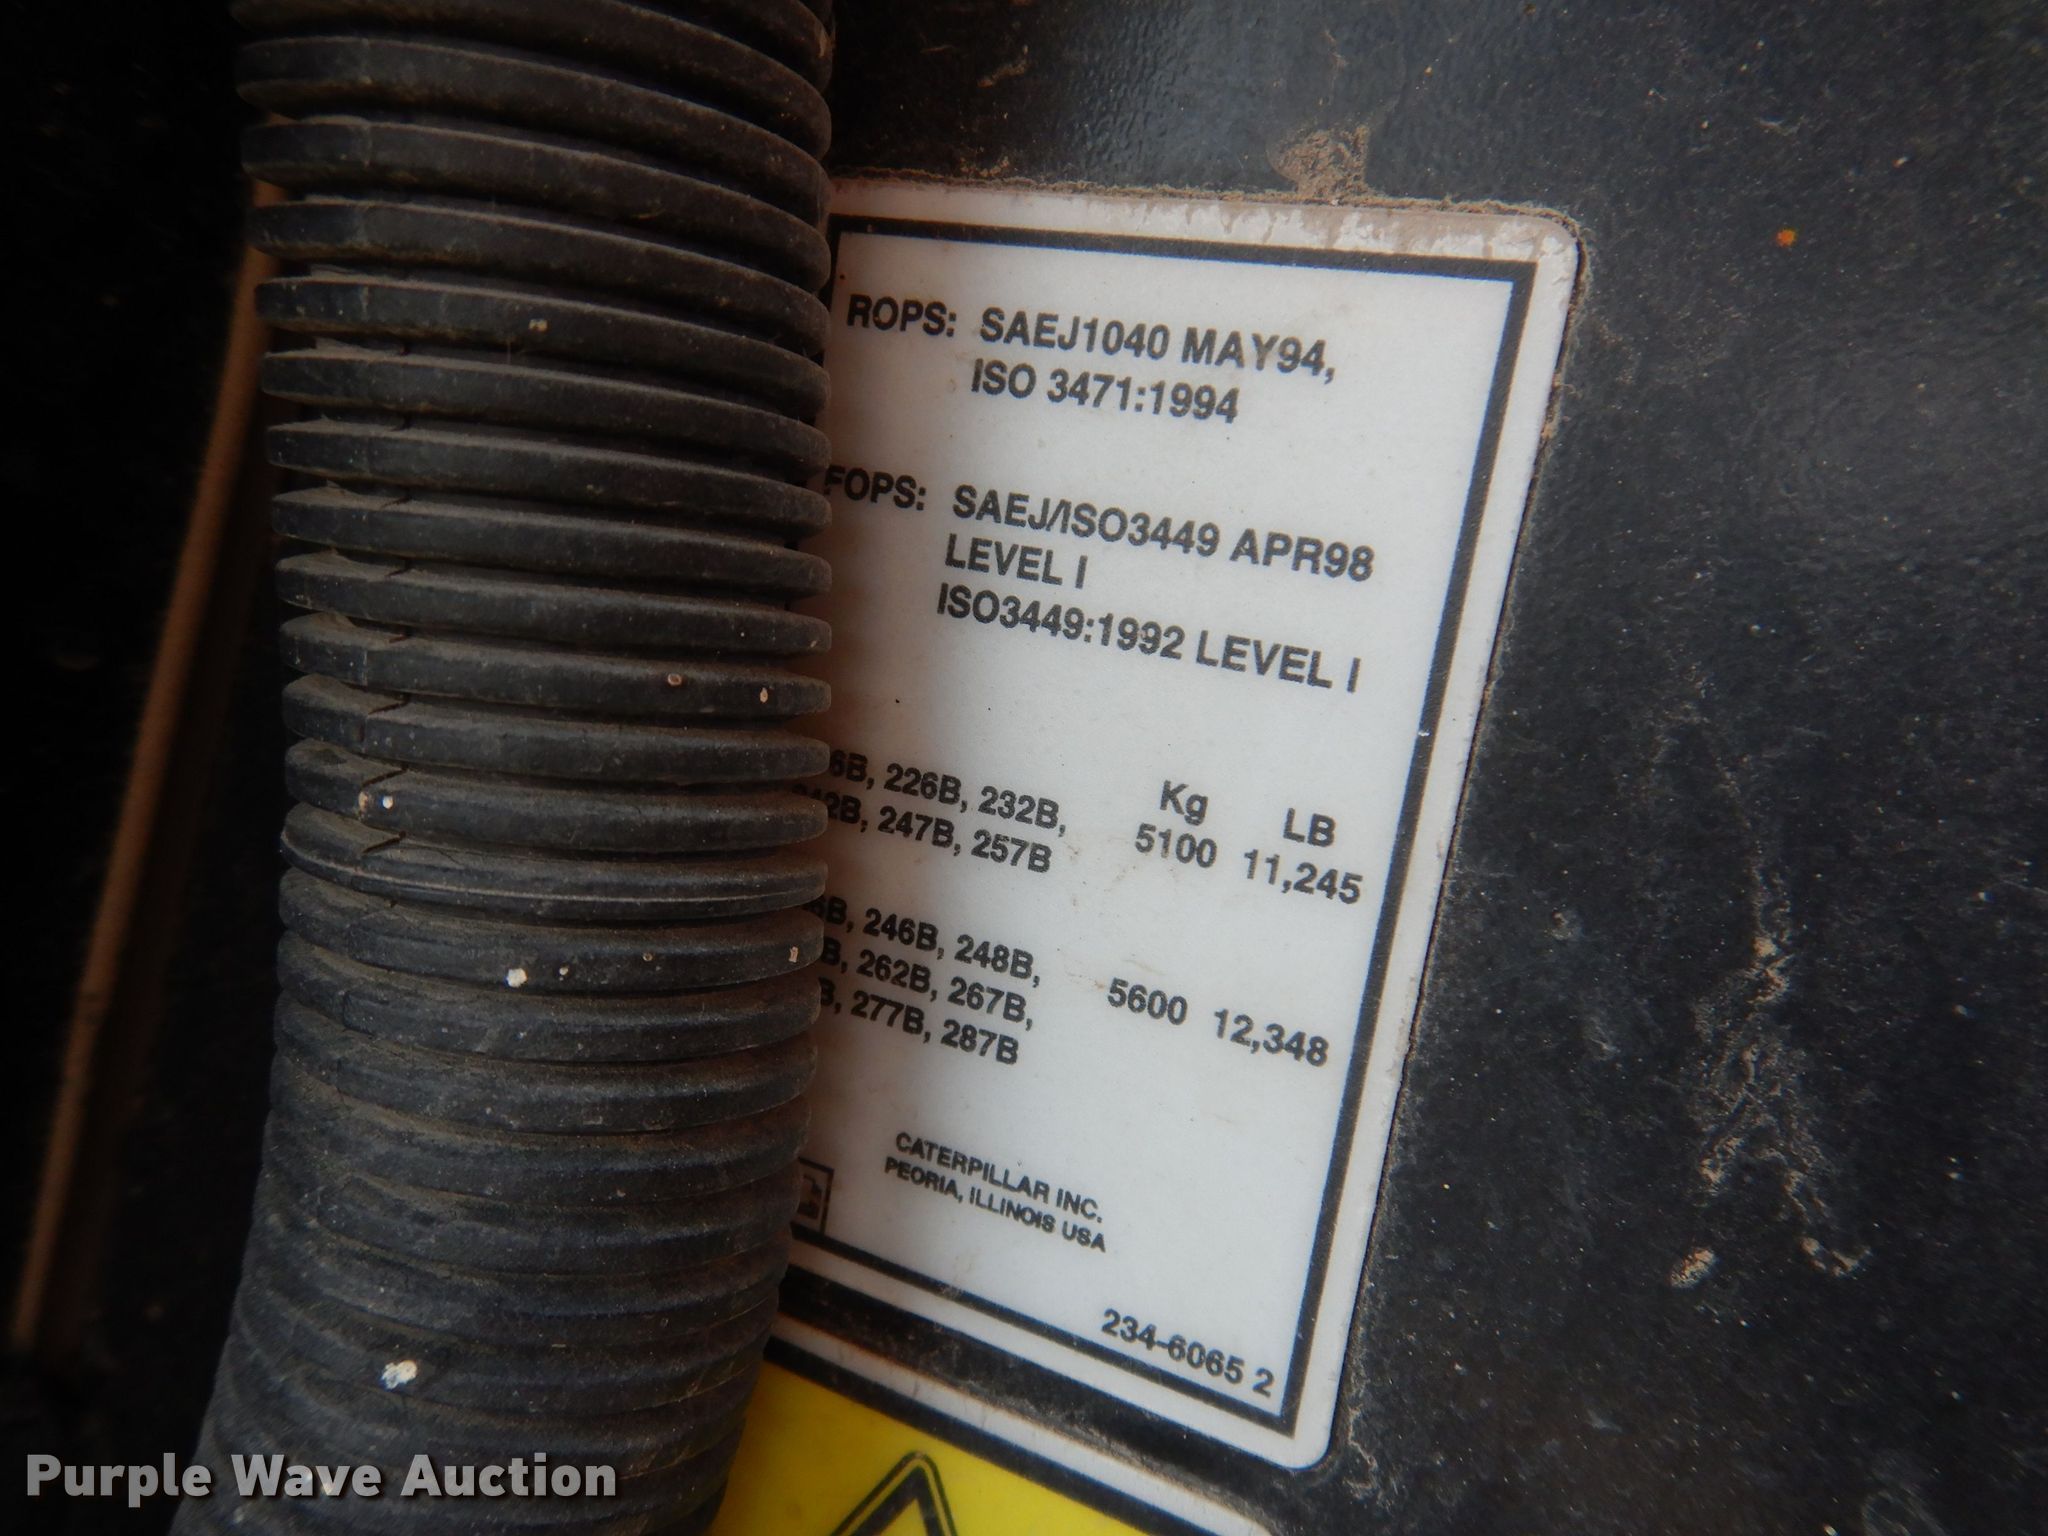 ROPS: SAEJ1040 MAY94,
ISO 3471:1994
FOPS: SAEJ/ISO3449 APR98
LEVEL I
ISO3449:1992 LEVEL I
Kg LB
6B, 226B, 232B,
242B, 247B, 257B 5100 11,245
B, 246B, 248B,
B, 262B, 267B, 5600 12,348
B, 277B, 287B
CATERPILLAR INC.
PEORIA, ILLINOIS USA
234-6065 2
Purple Wave Auction